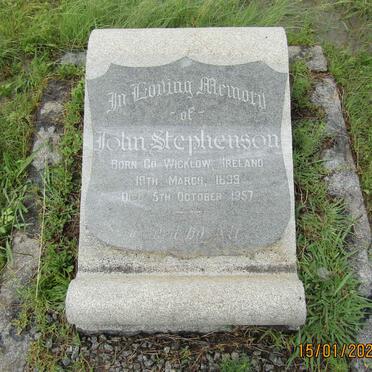 In Loving Memory
- of -
John Stephenson
Born Co Wicklow, Ireland
19th March, 1899
Died 5th October 1957
15/01/202